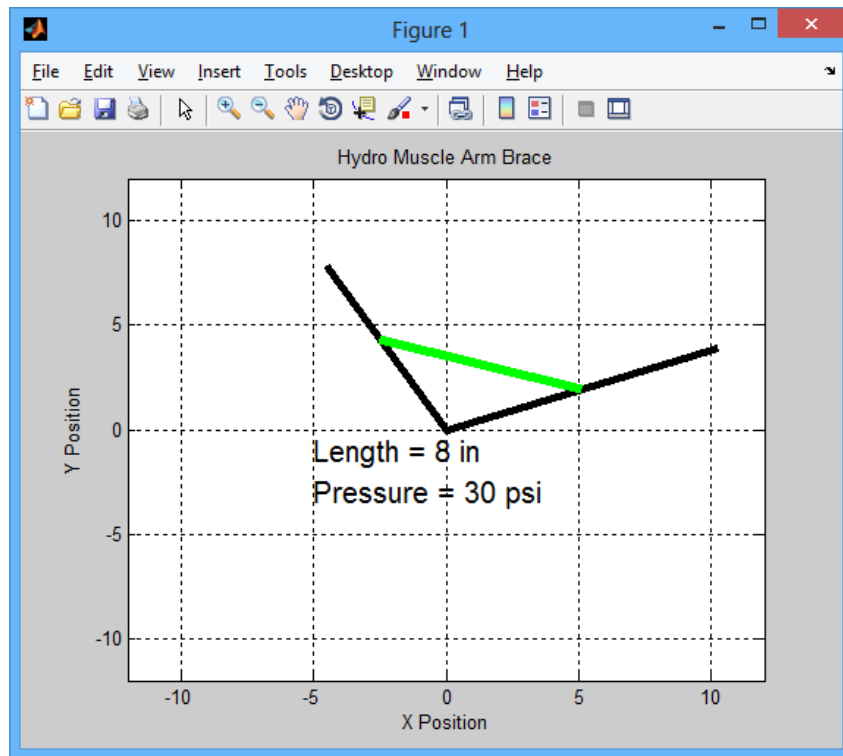 Figure 1
File Edit View Insert Tools Desktop Window Help
Hydro Muscle Arm Brace
10
5
0
-5
-10
Y Position
Length = 8 in
Pressure = 30 psi
-10 -5 0 5 10
X Position